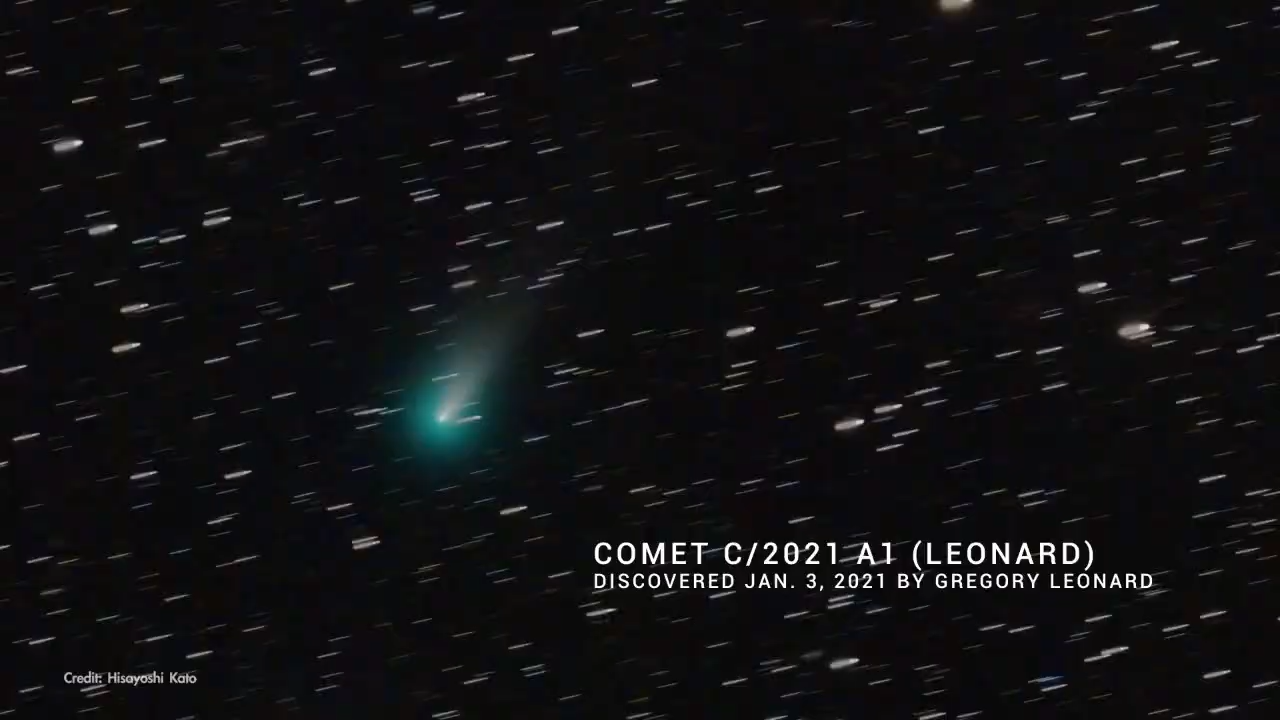 COMET C/2021 A1 (LEONARD)
DISCOVERED JAN. 3, 2021 BY GREGORY LEONARD
Credit: Hisayoshi Kato